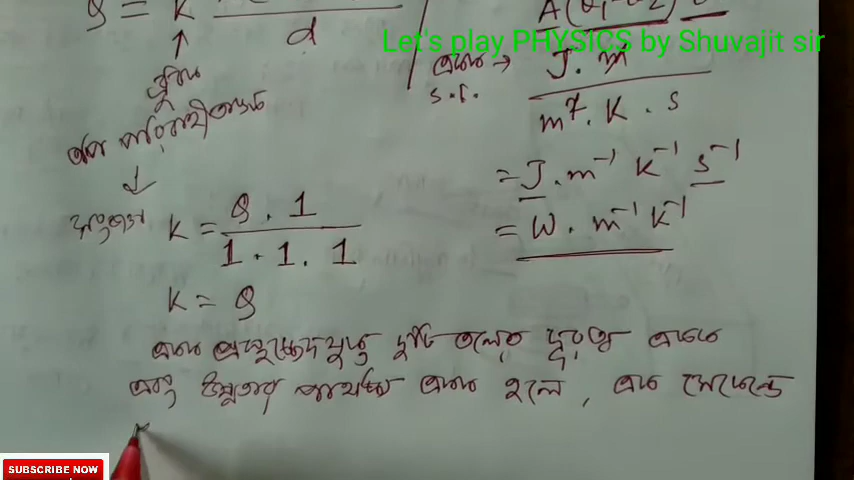 Q = K
d
A(θ₁-θ₂)
Let's play PHYSICS by Shuvajit sir
একক → J. m
S.I. m². K . s
ধ্রুবক
তাপ পরিবাহিতাঙ্ক
= J. m⁻¹ K⁻¹ s⁻¹
K = Q . 1
1 . 1 . 1
= W. m⁻¹ K⁻¹
K = Q
একক প্রস্থচ্ছেদযুক্ত দুটি তলের দূরত্ব একক
এবং উষ্ণতার পার্থক্য একক হলে, এক সেকেন্ডে
SUBSCRIBE NOW